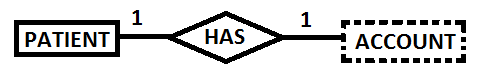 PATIENT 1 HAS 1 ACCOUNT